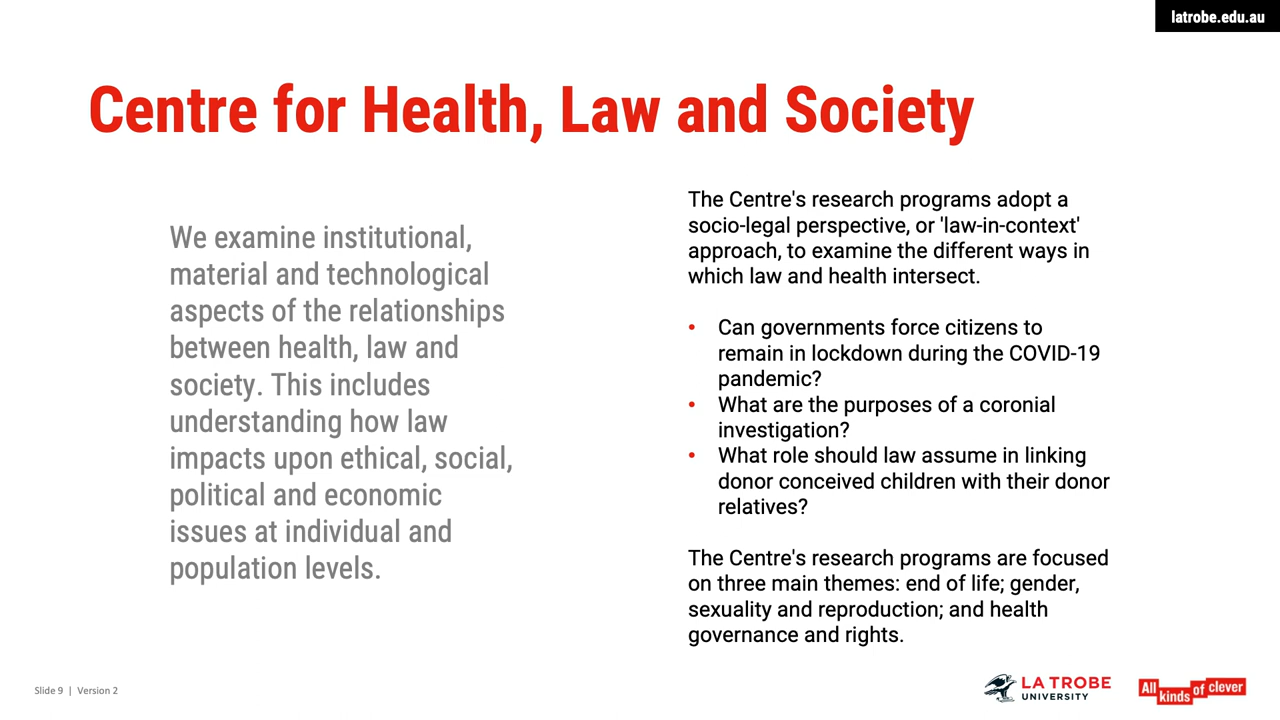 latrobe.edu.au
Centre for Health, Law and Society
We examine institutional,
material and technological
aspects of the relationships
between health, law and
society. This includes
understanding how law
impacts upon ethical, social,
political and economic
issues at individual and
population levels.
The Centre's research programs adopt a
socio-legal perspective, or 'law-in-context'
approach, to examine the different ways in
which law and health intersect.
• Can governments force citizens to
remain in lockdown during the COVID-19
pandemic?
• What are the purposes of a coronial
investigation?
• What role should law assume in linking
donor conceived children with their donor
relatives?
The Centre's research programs are focused
on three main themes: end of life; gender,
sexuality and reproduction; and health
governance and rights.
Slide 9 | Version 2
LA TROBE
UNIVERSITY
All kinds of clever